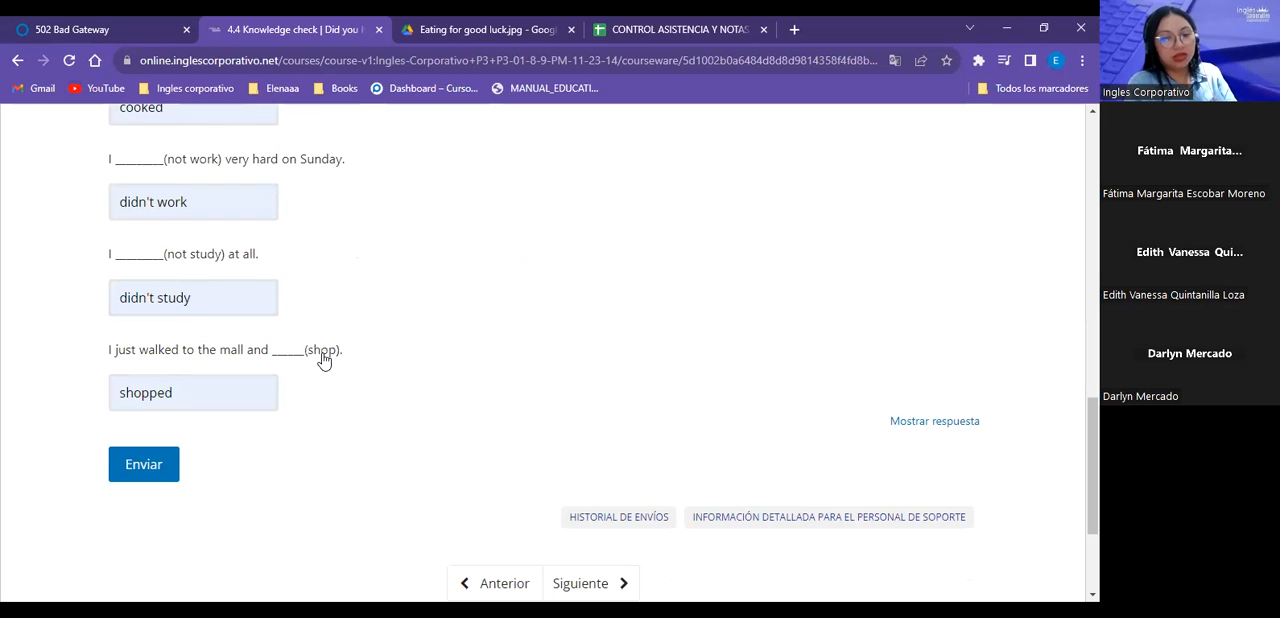 502 Bad Gateway
4.4 Knowledge check | Did you
Eating for good luck.jpg - Goog
CONTROL ASISTENCIA Y NOTAS
online.inglescorporativo.net/courses/course-v1:Ingles-Corporativo+P3+P3-01-8-9-PM-11-23-14/courseware/5d1002b0a6484d8d8d9814358f4fd8b...
E
Gmail
YouTube
Ingles corporativo
Elenaaa
Books
Dashboard – Curso...
MANUAL_EDUCATI...
Todos los marcadores
cooked
I ________(not work) very hard on Sunday.
didn't work
I ________(not study) at all.
didn't study
I just walked to the mall and _____(shop).
shopped
Mostrar respuesta
Enviar
HISTORIAL DE ENVÍOS
INFORMACIÓN DETALLADA PARA EL PERSONAL DE SOPORTE
Anterior
Siguiente
Ingles Corporativo
Fátima Margarita...
Fátima Margarita Escobar Moreno
Edith Vanessa Qui...
Edith Vanessa Quintanilla Loza
Darlyn Mercado
Darlyn Mercado